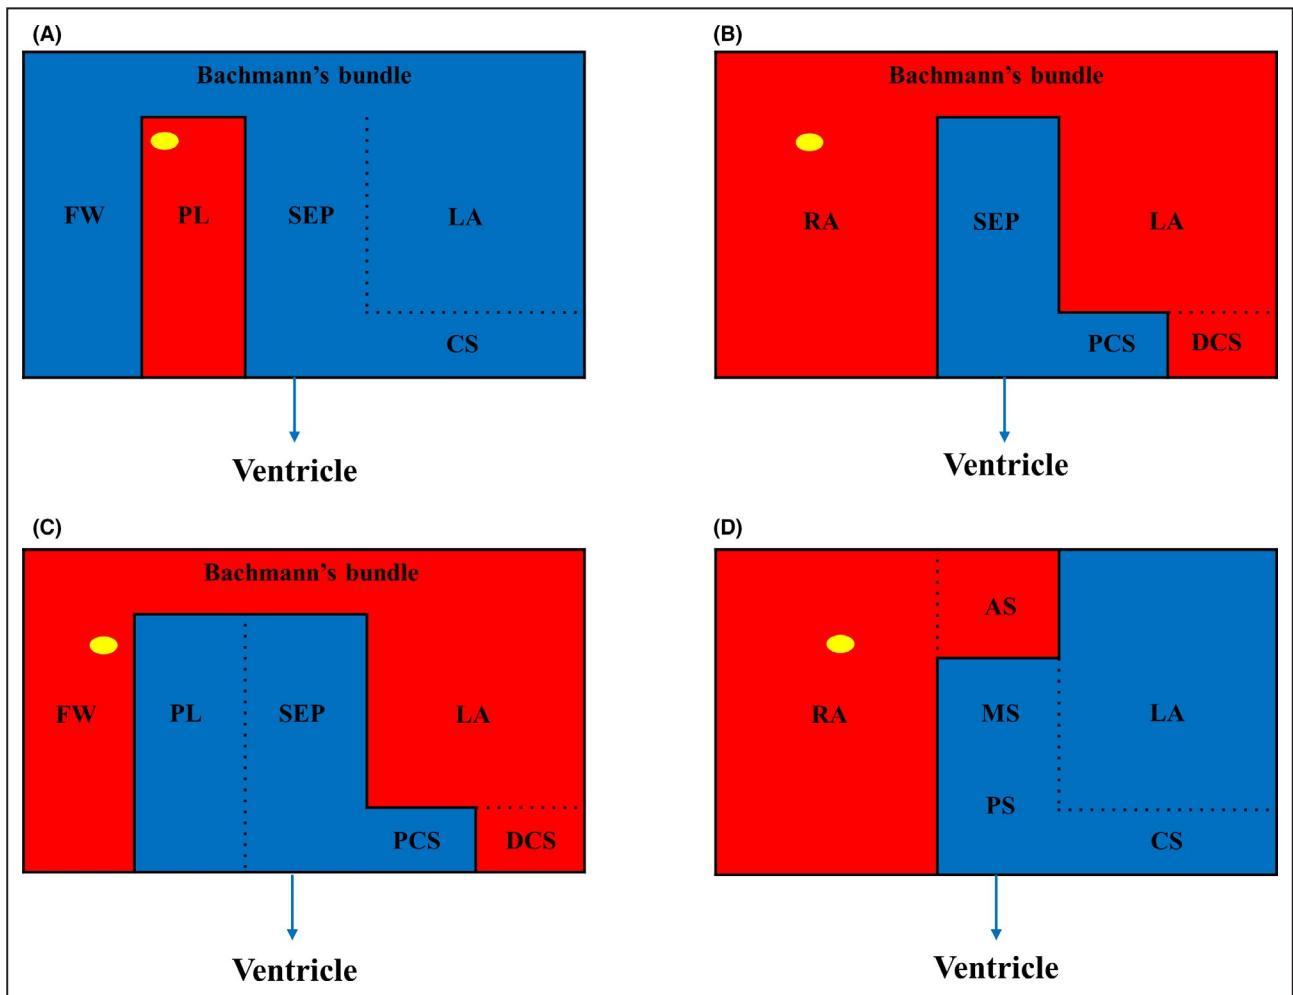 (A)
Bachmann's bundle
FW PL SEP LA
CS
Ventricle
(B)
Bachmann's bundle
RA SEP LA
PCS DCS
Ventricle
(C)
Bachmann's bundle
FW PL SEP LA
PCS DCS
Ventricle
(D)
AS
RA MS LA
PS
CS
Ventricle